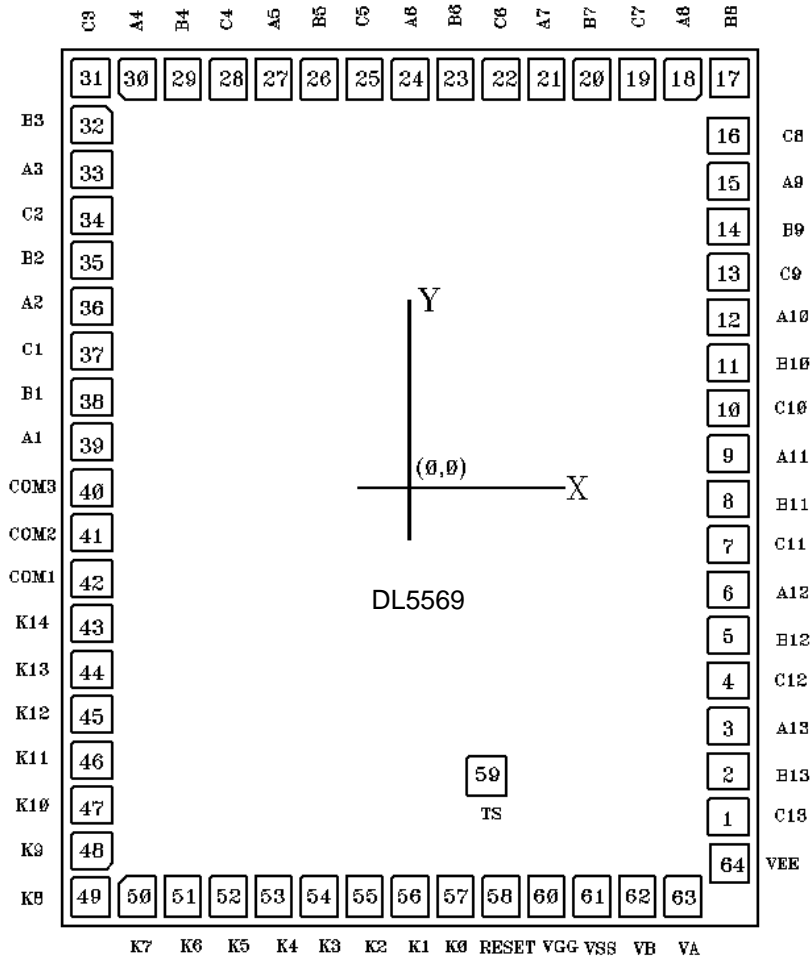 C3 A4 B4 C4 A5 B5 C5 A6 B6 C6 A7 B7 C7 A8 B8
31 30 29 28 27 26 25 24 23 22 21 20 19 18 17
B3 32 16 C8
A3 33 15 A9
C2 34 14 B9
B2 35 13 C9
Y
A2 36 12 A10
C1 37 11 B10
B1 38 10 C10
A1 39 9 A11
(0,0)
X
COM3 40 8 B11
COM2 41 7 C11
COM1 42 6 A12
DL5569
K14 43 5 B12
K13 44 4 C12
K12 45 3 A13
K11 46 59 2 B13
TS
K10 47 1 C13
K9 48 64 VEE
K8 49 50 51 52 53 54 55 56 57 58 60 61 62 63
K7 K6 K5 K4 K3 K2 K1 K0 RESET VGG VSS VB VA